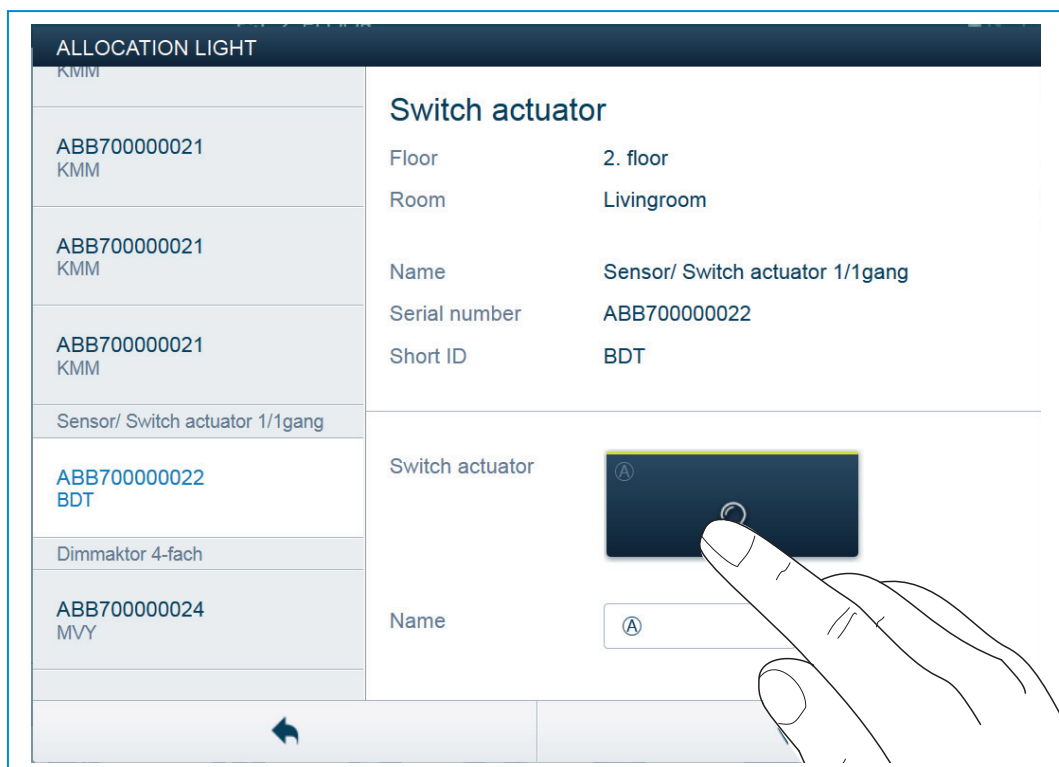 ALLOCATION LIGHT
KMM
ABB700000021
KMM
ABB700000021
KMM
ABB700000021
KMM
Sensor/ Switch actuator 1/1gang
ABB700000022
BDT
Dimmaktor 4-fach
ABB700000024
MVY
Switch actuator
Floor 2. floor
Room Livingroom
Name Sensor/ Switch actuator 1/1gang
Serial number ABB700000022
Short ID BDT
Switch actuator Ⓐ
Name Ⓐ